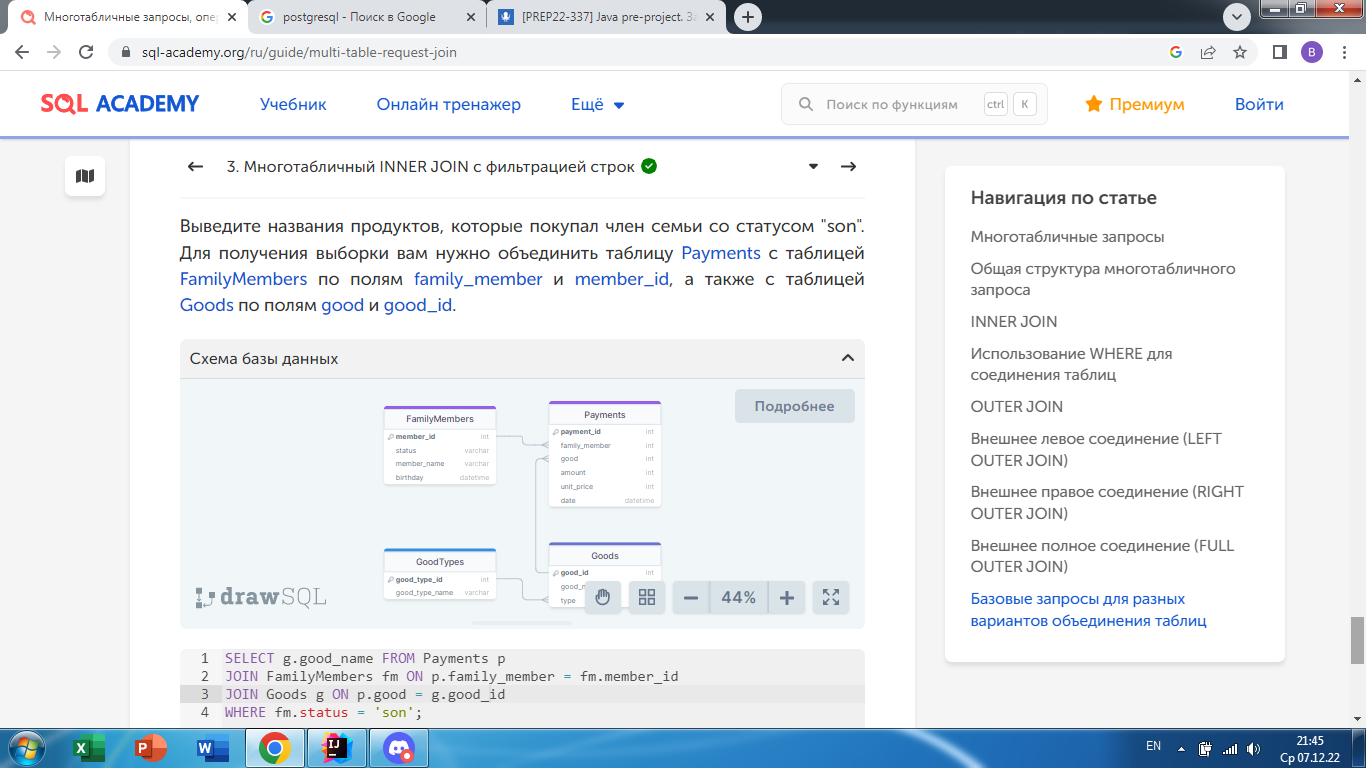 Многотабличные запросы, опе
postgresql - Поиск в Google
[PREP22-337] Java pre-project. За
sql-academy.org/ru/guide/multi-table-request-join
B
SQL ACADEMY
Учебник
Онлайн тренажер
Ещё
Поиск по функциям
ctrl
K
Премиум
Войти
3. Многотабличный INNER JOIN с фильтрацией строк
Выведите названия продуктов, которые покупал член семьи со статусом "son".
Для получения выборки вам нужно объединить таблицу Payments с таблицей
FamilyMembers по полям family_member и member_id, а также с таблицей
Goods по полям good и good_id.
Схема базы данных
Подробнее
FamilyMembers
member_id int
status varchar
member_name varchar
birthday datetime
Payments
payment_id int
family_member int
good int
amount int
unit_price int
date datetime
GoodTypes
good_type_id int
good_type_name varchar
Goods
good_id int
type
drawSQL
44%
1 SELECT g.good_name FROM Payments p
2 JOIN FamilyMembers fm ON p.family_member = fm.member_id
3 JOIN Goods g ON p.good = g.good_id
4 WHERE fm.status = 'son';
Навигация по статье
Многотабличные запросы
Общая структура многотабличного
запроса
INNER JOIN
Использование WHERE для
соединения таблиц
OUTER JOIN
Внешнее левое соединение (LEFT
OUTER JOIN)
Внешнее правое соединение (RIGHT
OUTER JOIN)
Внешнее полное соединение (FULL
OUTER JOIN)
Базовые запросы для разных
вариантов объединения таблиц
EN
21:45
Ср 07.12.22